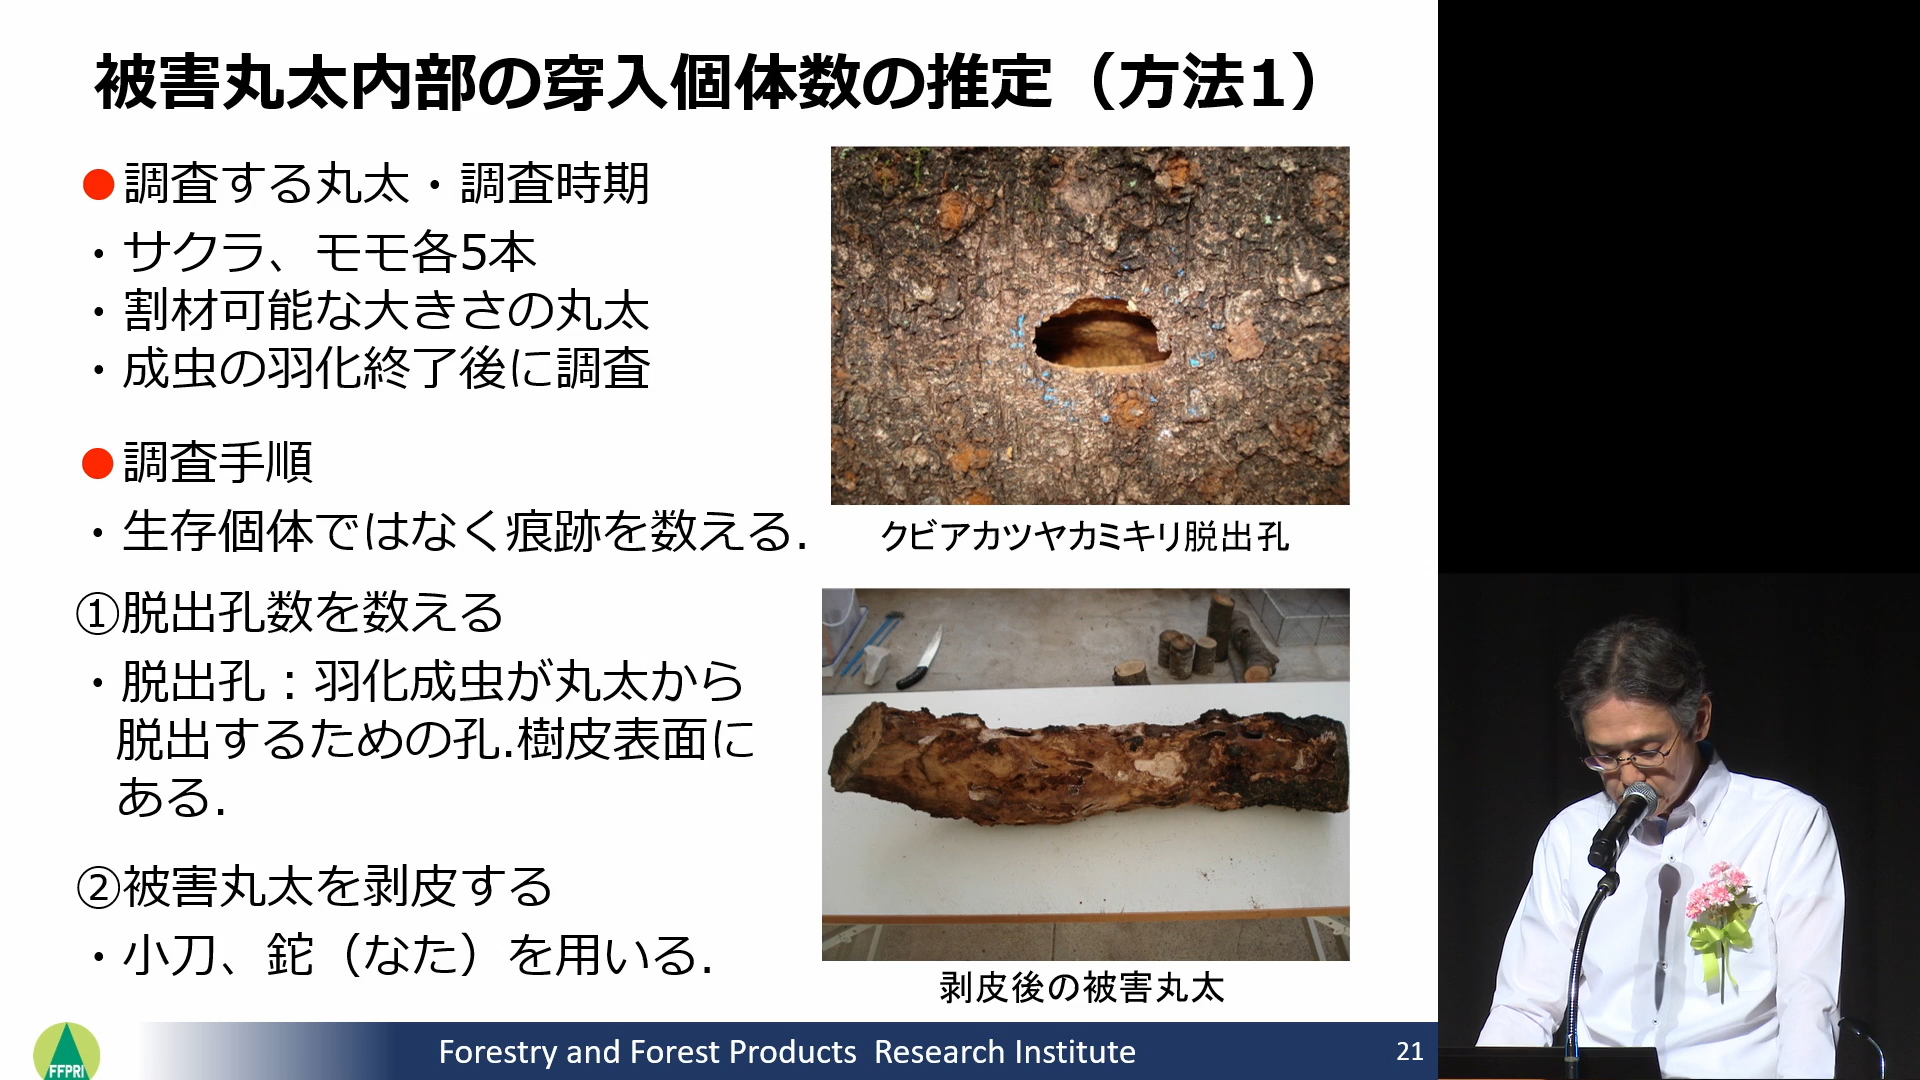 被害丸太内部の穿入個体数の推定（方法1）
●調査する丸太・調査時期
・サクラ、モモ各5本
・割材可能な大きさの丸太
・成虫の羽化終了後に調査
●調査手順
・生存個体ではなく痕跡を数える.
①脱出孔数を数える
・脱出孔：羽化成虫が丸太から
脱出するための孔.樹皮表面に
ある.
②被害丸太を剥皮する
・小刀、鉈（なた）を用いる.
クビアカツヤカミキリ脱出孔
剥皮後の被害丸太
FFPRI
Forestry and Forest Products Research Institute
21